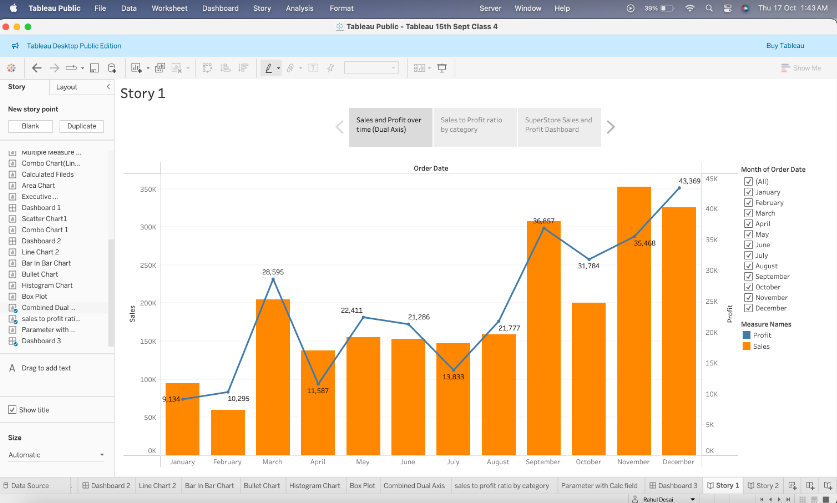 Tableau Public File Data Worksheet Dashboard Story Analysis Format Server Window Help 39% Thu 17 Oct 1:43 AM
Tableau Public - Tableau 15th Sept Class 4
Tableau Desktop Public Edition Buy Tableau
Show Me
Story Layout
New story point
Blank Duplicate
Multiple Measure ...
Combo Chart(Lin...
Calculated Fileds
Area Chart
Executive ...
Dashboard 1
Scatter Chart1
Combo Chart 1
Dashboard 2
Line Chart 2
Bar In Bar Chart
Bullet Chart
Histogram Chart
Box Plot
Combined Dual ...
sales to profit rati...
Parameter with ...
Dashboard 3
A Drag to add text
Show title
Size
Automatic
Story 1
Sales and Profit over
time (Dual Axis)
Sales to Profit ratio
by category
SuperStore Sales and
Profit Dashboard
Order Date
350K
300K
250K
200K
150K
100K
50K
0K
Sales
9,134
10,295
28,595
11,587
22,411
21,286
13,833
21,777
36,857
31,784
35,468
43,369
45K
40K
35K
30K
25K
20K
15K
10K
5K
0K
Profit
January February March April May June July August September October November December
Month of Order Date
(All)
January
February
March
April
May
June
July
August
September
October
November
December
Measure Names
Profit
Sales
Data Source Dashboard 2 Line Chart 2 Bar In Bar Chart Bullet Chart Histogram Chart Box Plot Combined Dual Axis sales to profit ratio by category Parameter with Calc field Dashboard 3 Story 1 Story 2
Rahul Desai